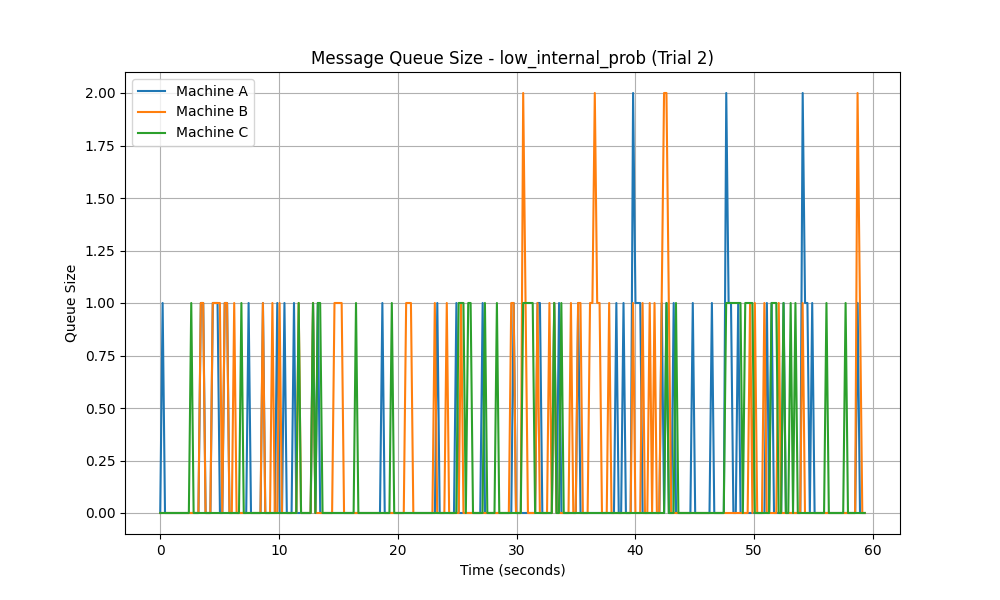 Message Queue Size - low_internal_prob (Trial 2)
Machine A
Machine B
Machine C
Queue Size
2.00
1.75
1.50
1.25
1.00
0.75
0.50
0.25
0.00
0 10 20 30 40 50 60
Time (seconds)